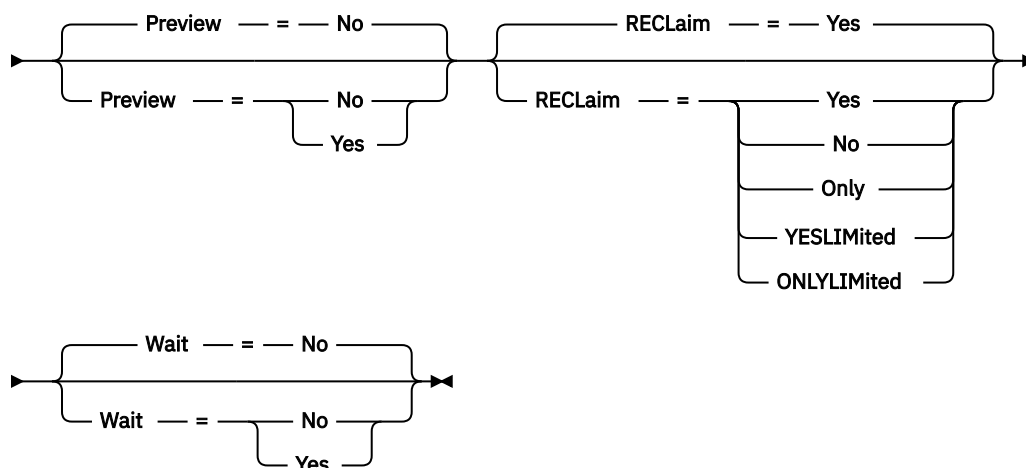 Preview = No RECLaim = Yes
Preview = No RECLaim = Yes
Yes No
Only
YESLIMited
ONLYLIMited
Wait = No
Wait = No
Yes